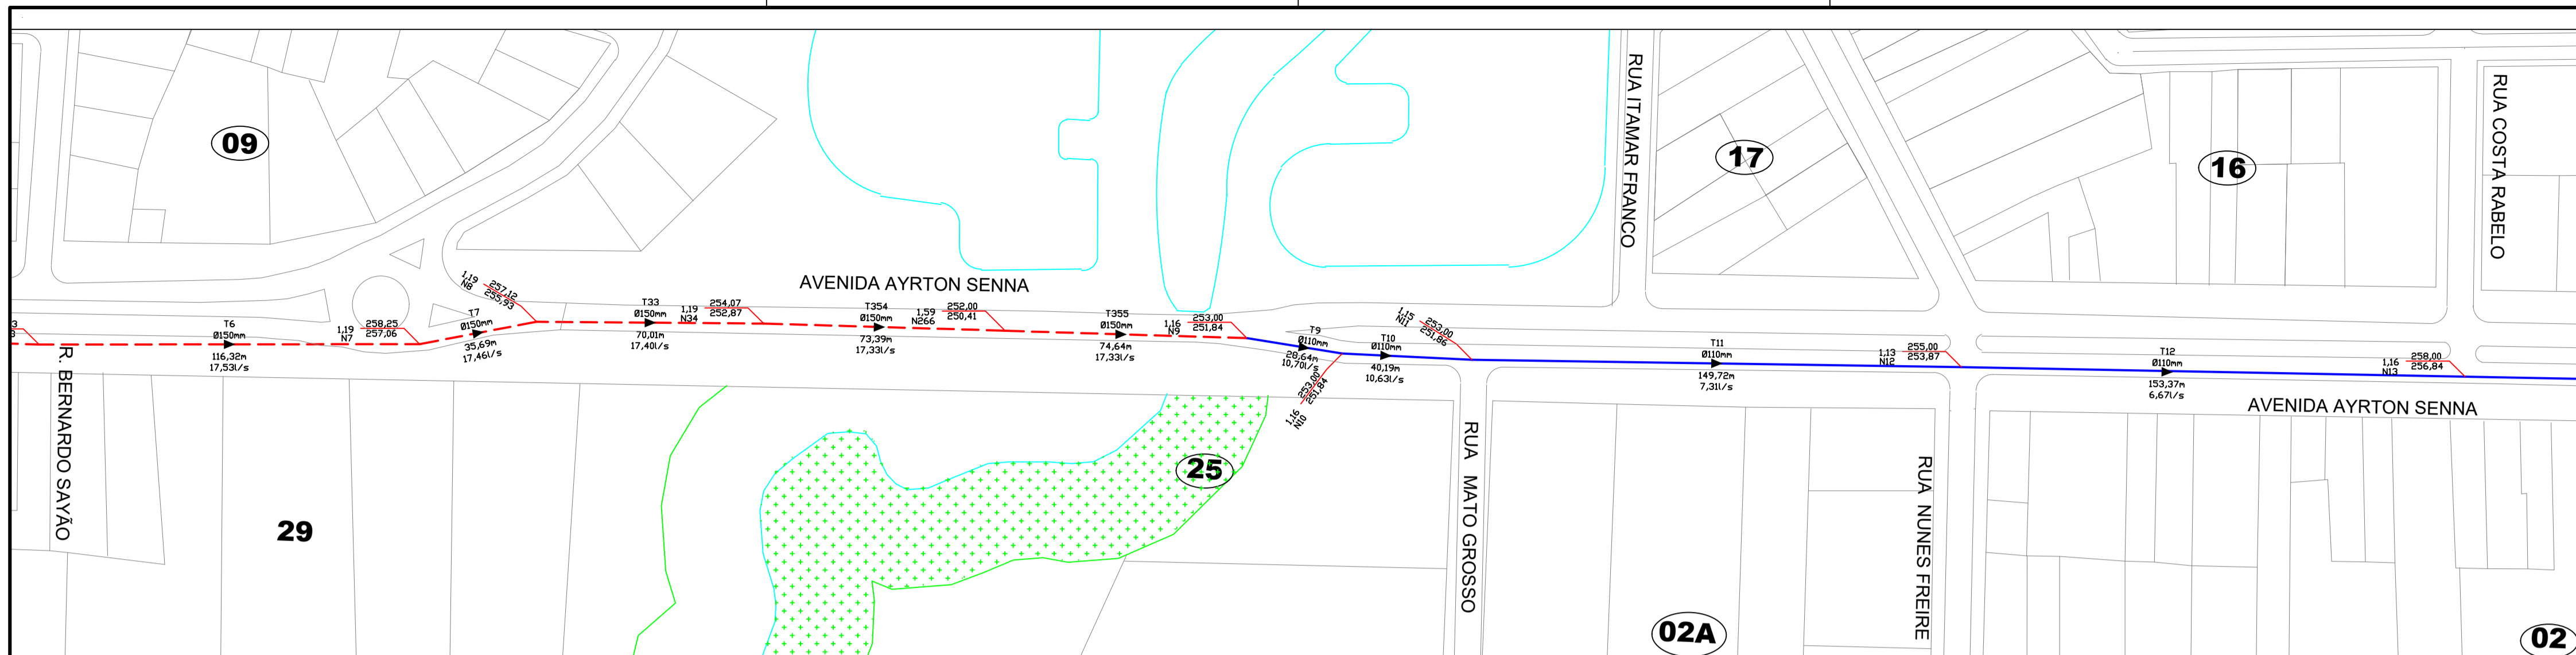 09
17
16
RUA ITAMAR FRANCO
RUA COSTA RABELO
AVENIDA AYRTON SENNA
T6
Ø150mm
116,32m
17,53l/s
1,19
N7
258,25
257,06
1,19
N8
257,12
255,93
T7
Ø150mm
35,69m
17,46l/s
T33
Ø150mm
70,01m
17,40l/s
1,19
N34
254,07
252,87
T354
Ø150mm
73,39m
17,33l/s
1,59
N266
252,00
250,41
T355
Ø150mm
74,64m
17,33l/s
1,16
N9
253,00
251,84
T9
Ø110mm
28,64m
10,70l/s
1,16
N10
253,00
251,84
T10
Ø110mm
40,19m
10,63l/s
1,15
N11
253,00
251,86
T11
Ø110mm
149,72m
7,31l/s
1,13
N12
255,00
253,87
T12
Ø110mm
153,37m
6,67l/s
1,16
N13
258,00
256,84
AVENIDA AYRTON SENNA
R. BERNARDO SAYÃO
29
25
RUA MATO GROSSO
RUA NUNES FREIRE
02A
02